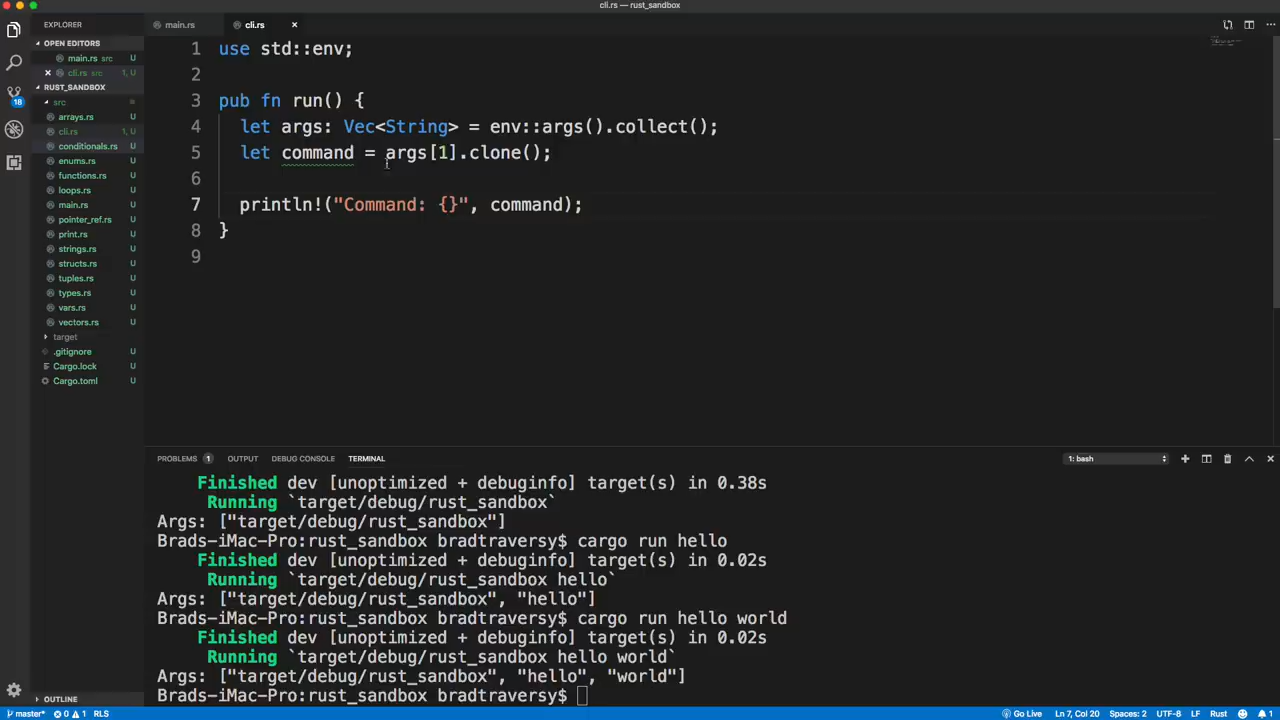 cli.rs — rust_sandbox
EXPLORER
OPEN EDITORS
main.rs src U
cli.rs src 1, U
RUST_SANDBOX
src
arrays.rs U
cli.rs 1, U
conditionals.rs U
enums.rs U
functions.rs U
loops.rs U
main.rs U
pointer_ref.rs U
print.rs U
strings.rs U
structs.rs U
tuples.rs U
types.rs U
vars.rs U
vectors.rs U
target
.gitignore U
Cargo.lock U
Cargo.toml U
OUTLINE
18
main.rs
cli.rs
1 use std::env;
2
3 pub fn run() {
4 let args: Vec<String> = env::args().collect();
5 let command = args[1].clone();
6
7 println!("Command: {}", command);
8 }
9
PROBLEMS 1 OUTPUT DEBUG CONSOLE TERMINAL 1: bash
Finished dev [unoptimized + debuginfo] target(s) in 0.38s
Running `target/debug/rust_sandbox`
Args: ["target/debug/rust_sandbox"]
Brads-iMac-Pro:rust_sandbox bradtraversy$ cargo run hello
Finished dev [unoptimized + debuginfo] target(s) in 0.02s
Running `target/debug/rust_sandbox hello`
Args: ["target/debug/rust_sandbox", "hello"]
Brads-iMac-Pro:rust_sandbox bradtraversy$ cargo run hello world
Finished dev [unoptimized + debuginfo] target(s) in 0.02s
Running `target/debug/rust_sandbox hello world`
Args: ["target/debug/rust_sandbox", "hello", "world"]
Brads-iMac-Pro:rust_sandbox bradtraversy$
master* 0 1 RLS Go Live Ln 7, Col 20 Spaces: 2 UTF-8 LF Rust 1